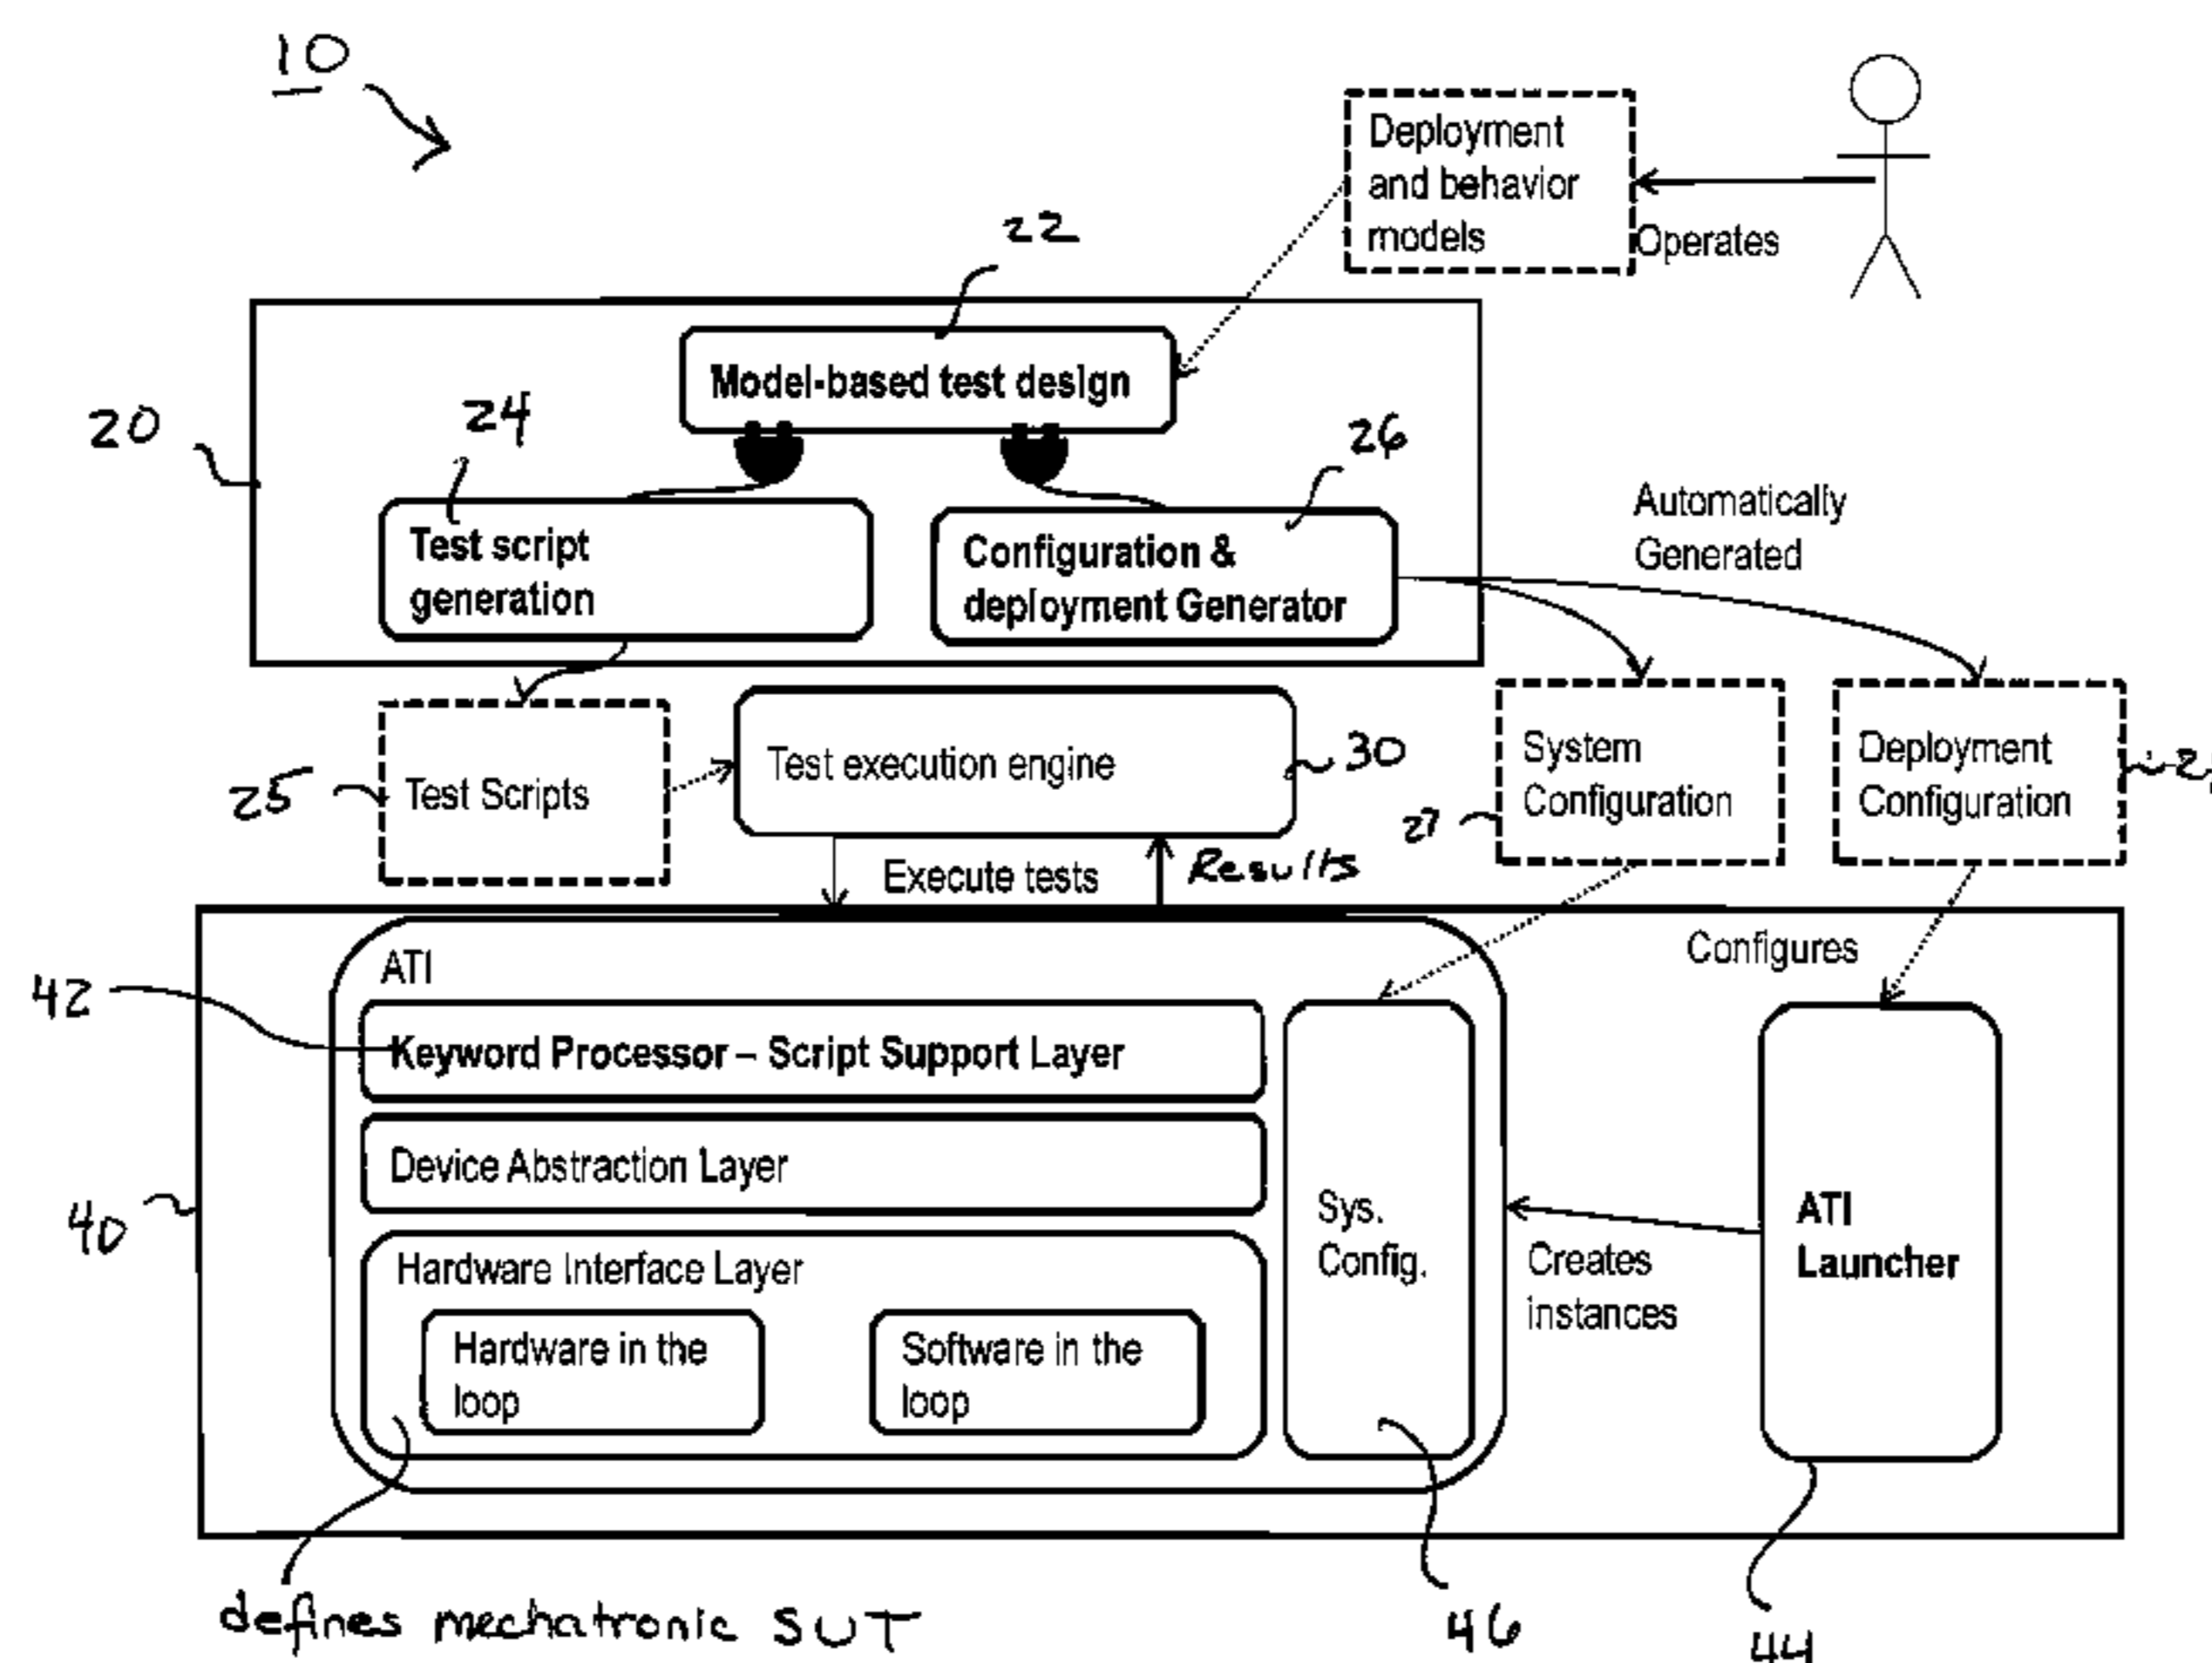 10
Deployment
and behavior
models
Operates
22
Model-based test design
20
24
26
Test script
generation
Configuration &
deployment Generator
Automatically
Generated
25
Test Scripts
Test execution engine
30
System
Configuration
27
Deployment
Configuration
Execute tests
Results
ATI
Configures
42
Keyword Processor – Script Support Layer
Device Abstraction Layer
40
Hardware Interface Layer
Hardware in the
loop
Software in the
loop
Sys.
Config.
Creates
instances
ATI
Launcher
defines mechatronic SUT
46
44